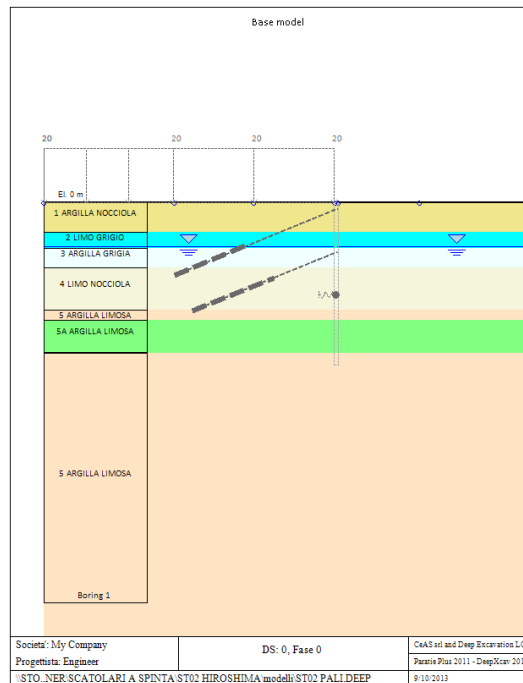 Base model
20 20 20 20
El. 0 m
1 ARGILLA NOCCIOLA
2 LIMO GRIGIO
3 ARGILLA GRIGIA
4 LIMO NOCCIOLA
5 ARGILLA LIMOSA
5A ARGILLA LIMOSA
5 ARGILLA LIMOSA
Boring 1
Societa': My Company
Progettista: Engineer
DS: 0, Fase 0
CeAS srl and Deep Excavation LC
Paratie Plus 2011 - DeepXcav 201
\\STO..NER\SCATOLARI A SPINTA\ST02 HIROSHIMA\modelli\ST02 PALI.DEEP
9/10/2013